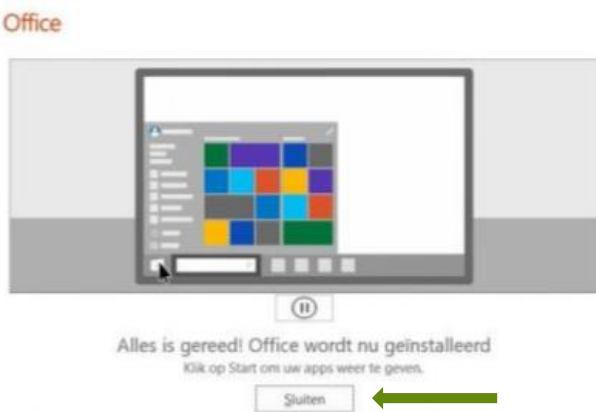 Office
Alles is gereed! Office wordt nu geïnstalleerd
Klik op Start om uw apps weer te geven.
Sluiten